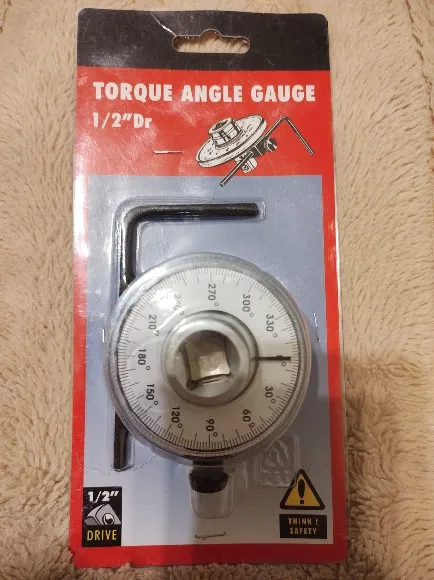 TORQUE ANGLE GAUGE
1/2"Dr
270°
300°
330°
30°
60°
90°
120°
150°
180°
210°
1/2"
DRIVE
THINK !
SAFETY